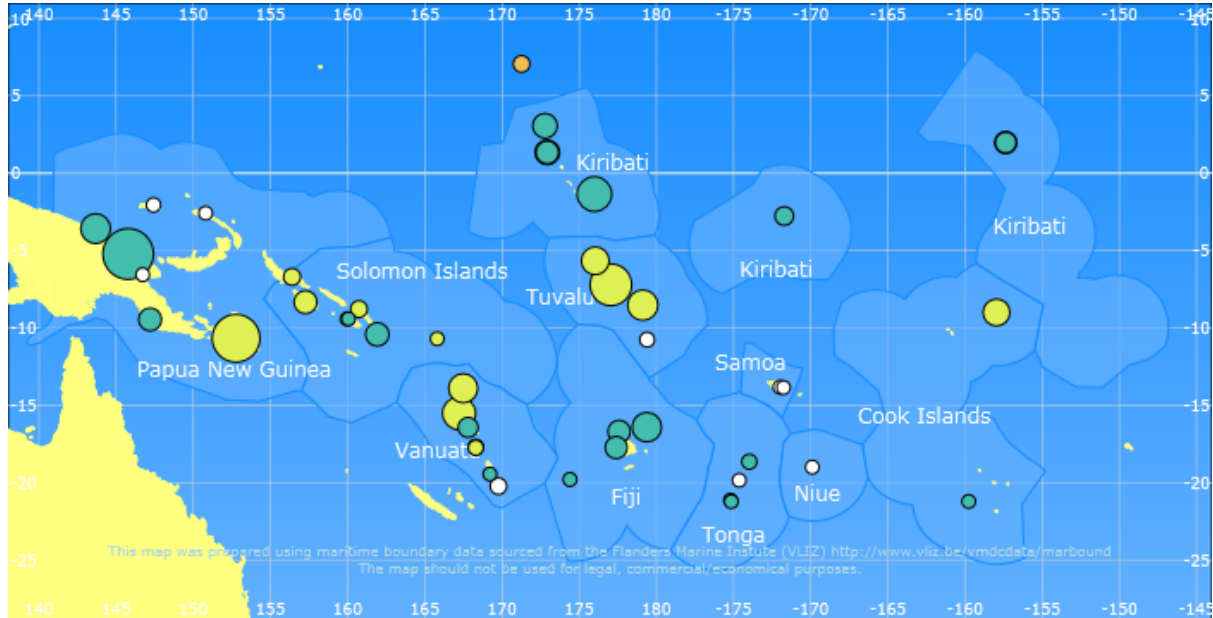 10 140 145 150 155 160 165 170 175 180 -175 -170 -165 -160 -155 -150 -145 10
5 5
Kiribati
0 0
Kiribati
-5 -5
Solomon Islands
Kiribati
Tuvalu
-10 -10
Papua New Guinea
Samoa
-15 -15
Cook Islands
Vanuatu
-20 -20
Fiji
Niue
Tonga
This map was prepared using maritime boundary data sourced from the Flanders Marine Instute (VLIZ) http://www.vliz.be/vmdcdata/marbound
-25 -25
The map should not be used for legal, commercial/economical purposes.
140 145 150 155 160 165 170 175 180 -175 -170 -165 -160 -155 -150 -145